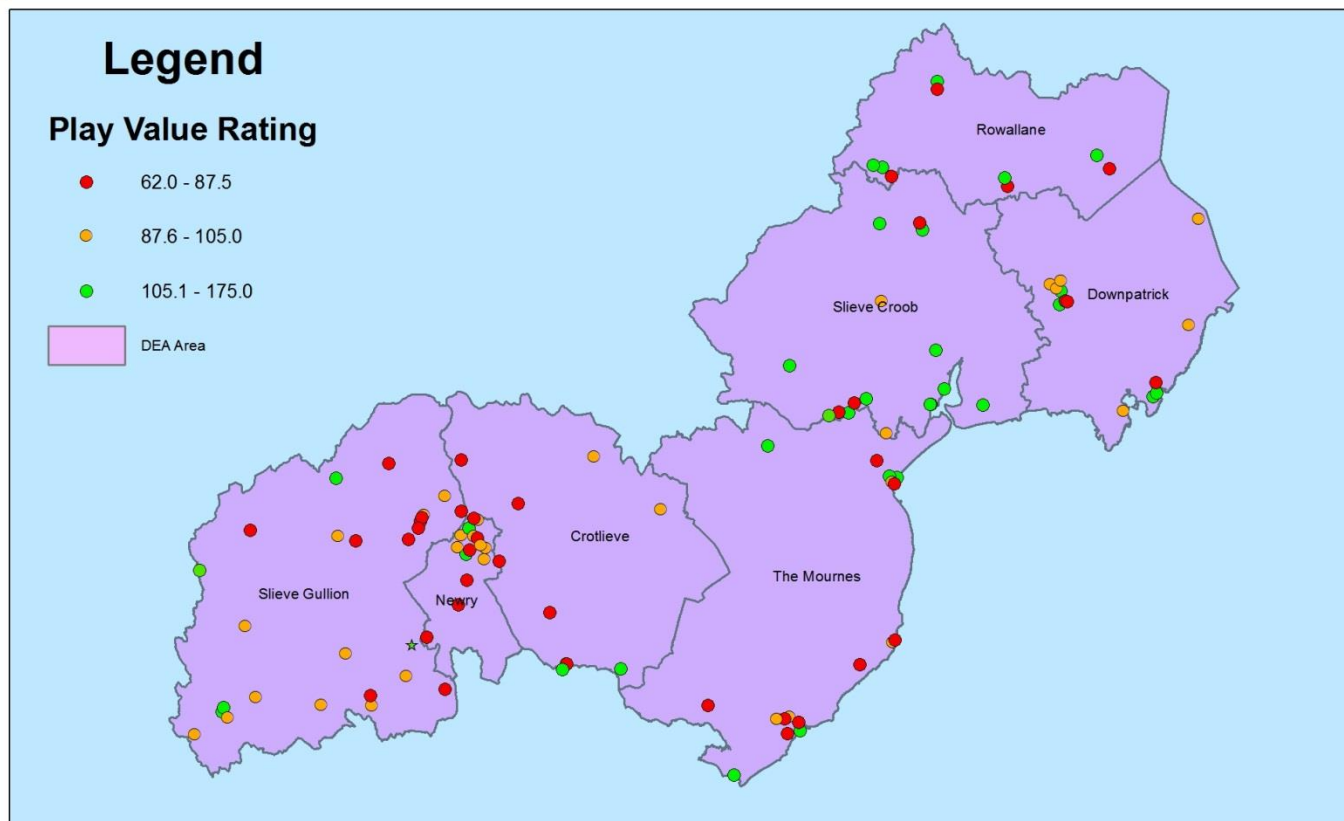 Legend
Play Value Rating
62.0 - 87.5
87.6 - 105.0
105.1 - 175.0
DEA Area
Rowallane
Downpatrick
Slieve Croob
Crotlieve
The Mournes
Slieve Gullion
Newry